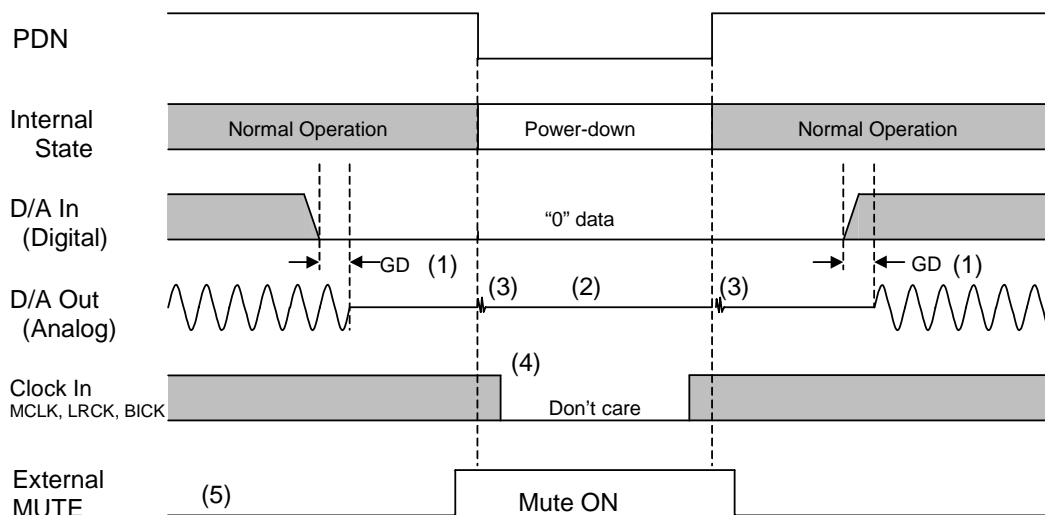 PDN
Internal
State
Normal Operation
Power-down
Normal Operation
D/A In
(Digital)
“0” data
GD
(1)
GD
(1)
D/A Out
(Analog)
(3)
(2)
(3)
(4)
Clock In
MCLK, LRCK, BICK
Don’t care
External
MUTE
(5)
Mute ON